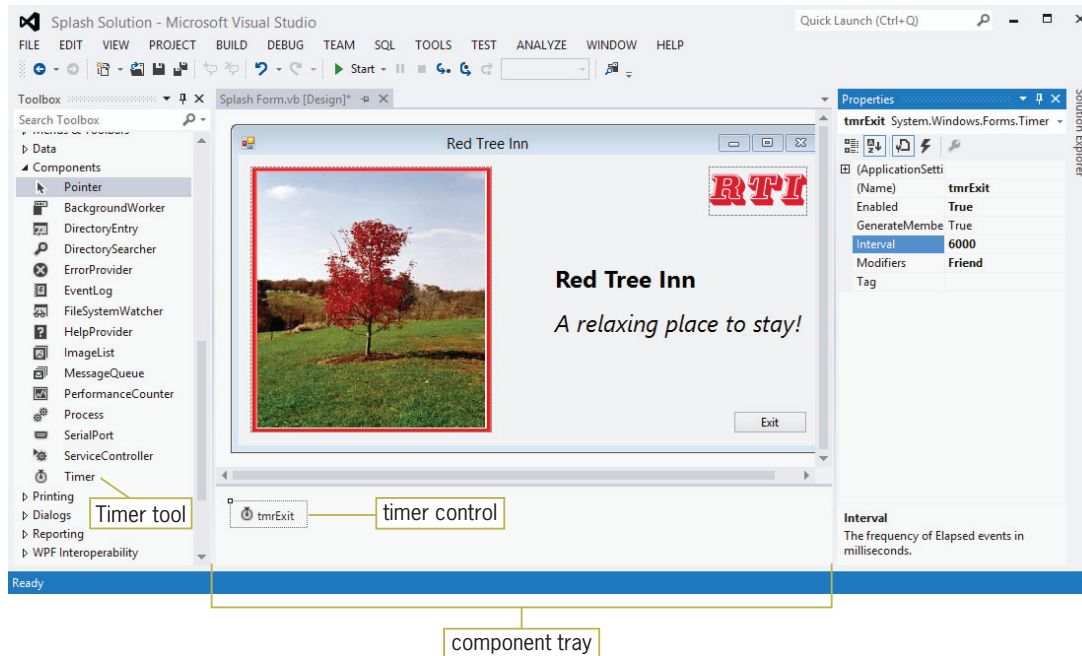 Splash Solution - Microsoft Visual Studio
Quick Launch (Ctrl+Q)
FILE EDIT VIEW PROJECT BUILD DEBUG TEAM SQL TOOLS TEST ANALYZE WINDOW HELP
Start
Toolbox
Search Toolbox
Menus & Toolbars
Data
Components
Pointer
BackgroundWorker
DirectoryEntry
DirectorySearcher
ErrorProvider
EventLog
FileSystemWatcher
HelpProvider
ImageList
MessageQueue
PerformanceCounter
Process
SerialPort
ServiceController
Timer
Printing
Dialogs
Reporting
WPF Interoperability
Timer tool
Splash Form.vb [Design]*
Red Tree Inn
RTI
Red Tree Inn
A relaxing place to stay!
Exit
tmrExit
timer control
Properties
tmrExit System.Windows.Forms.Timer
(ApplicationSetti
(Name) tmrExit
Enabled True
GenerateMembe True
Interval 6000
Modifiers Friend
Tag
Interval
The frequency of Elapsed events in
milliseconds.
Solution Explorer
Ready
component tray